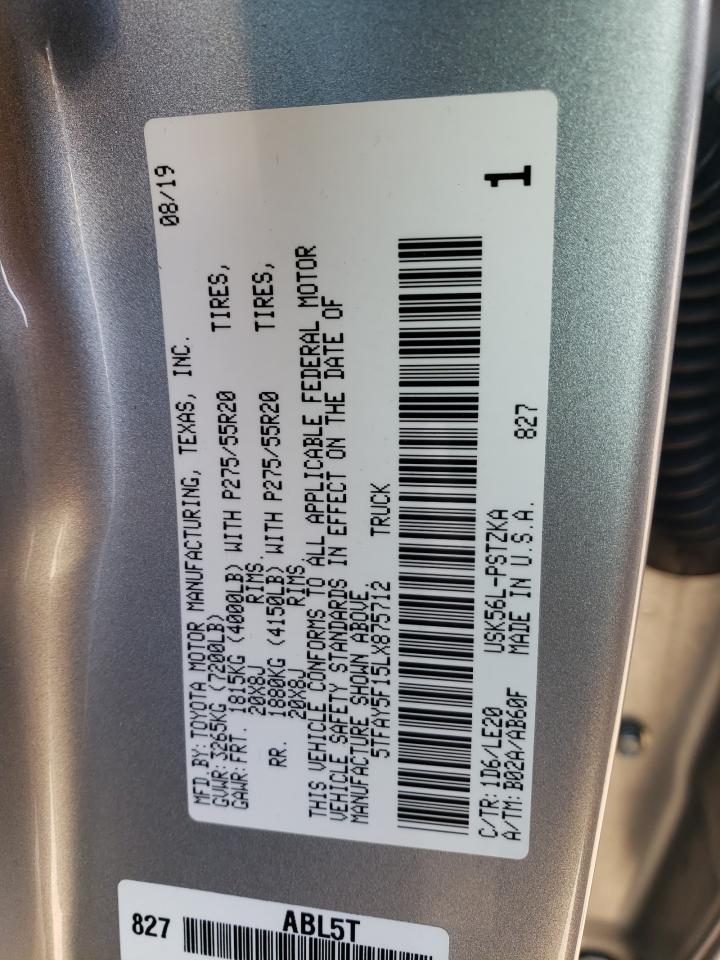 MFD. BY: TOYOTA MOTOR MANUFACTURING, TEXAS, INC. 08/19
GVWR: 3265KG (7200LB)
GAWR: FRT. 1815KG (4000LB) WITH P275/55R20 TIRES,
20X8J RIMS.
RR. 1880KG (4150LB) WITH P275/55R20 TIRES,
20X8J RIMS.
THIS VEHICLE CONFORMS TO ALL APPLICABLE FEDERAL MOTOR
VEHICLE SAFETY STANDARDS IN EFFECT ON THE DATE OF
MANUFACTURE SHOWN ABOVE.
5TFAY5F15LX875712 TRUCK
1
C/TR: 1D6/LE20 USK56L-PSTZKA 827
A/TM: B02A/AB60F MADE IN U.S.A.
827 ABL5T